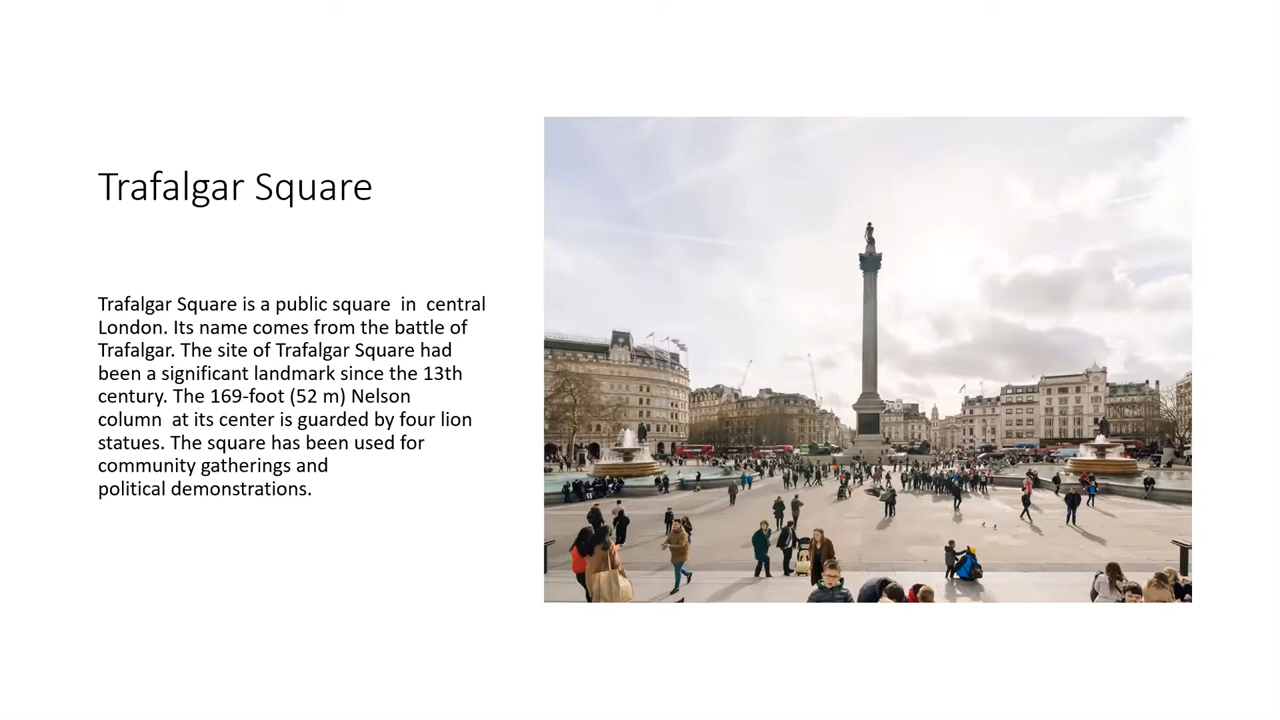 Trafalgar Square
Trafalgar Square is a public square  in  central
London. Its name comes from the battle of
Trafalgar. The site of Trafalgar Square had
been a significant landmark since the 13th
century. The 169-foot (52 m) Nelson
column  at its center is guarded by four lion
statues. The square has been used for
community gatherings and
political demonstrations.